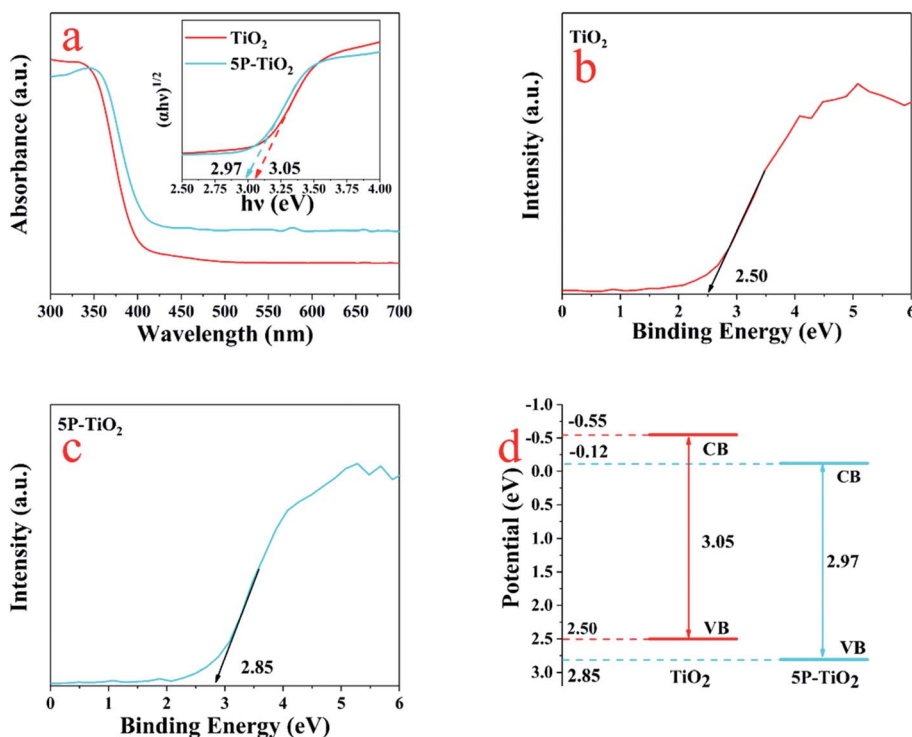 a
TiO2
5P-TiO2
(αhν)1/2
2.97
3.05
2.50 2.75 3.00 3.25 3.50 3.75 4.00
hν (eV)
Absorbance (a.u.)
300 350 400 450 500 550 600 650 700
Wavelength (nm)
TiO2
b
Intensity (a.u.)
2.50
0 1 2 3 4 5 6
Binding Energy (eV)
5P-TiO2
c
Intensity (a.u.)
2.85
0 1 2 3 4 5 6
Binding Energy (eV)
d
Potential (eV)
-1.0
-0.5
0.0
0.5
1.0
1.5
2.0
2.5
3.0
-0.55
-0.12
CB
CB
3.05
2.97
2.50
VB
VB
2.85
TiO2
5P-TiO2